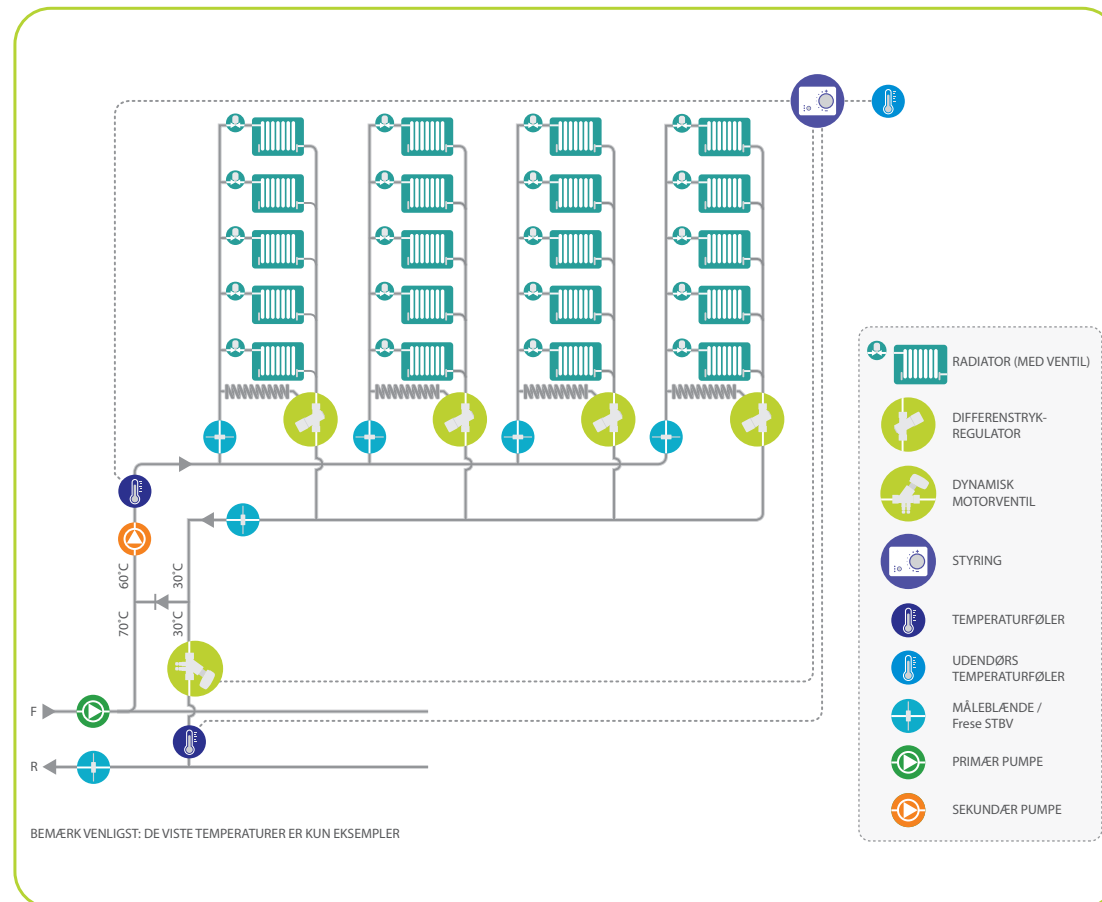 RADIATOR (MED VENTIL)
DIFFERENSTRYK-
REGULATOR
DYNAMISK
MOTORVENTIL
STYRING
TEMPERATURFØLER
UDENDØRS
TEMPERATURFØLER
MÅLEBLÆNDE /
Frese STBV
PRIMÆR PUMPE
SEKUNDÆR PUMPE
60˚C
30˚C
70˚C
30˚C
F
R
BEMÆRK VENLIGST: DE VISTE TEMPERATURER ER KUN EKSEMPLER